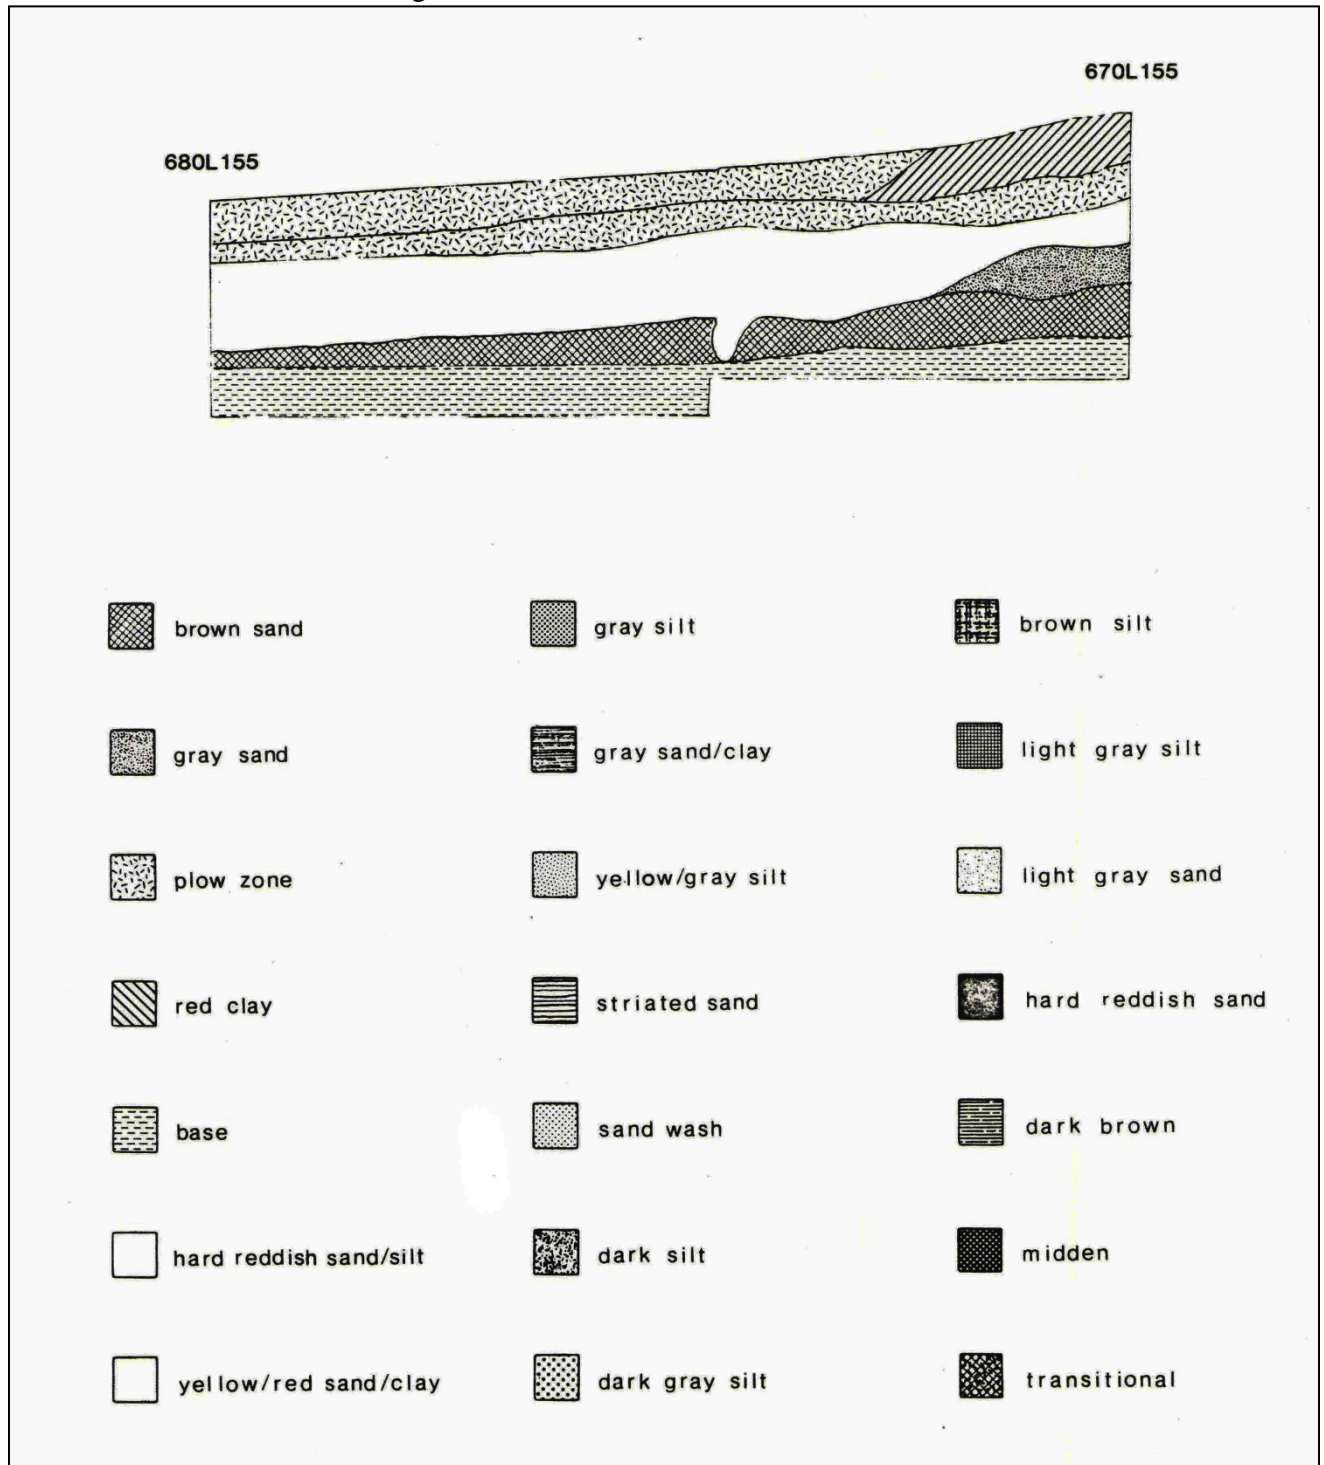 670L155
680L155
brown sand
gray silt
brown silt
gray sand
gray sand/clay
light gray silt
plow zone
yellow/gray silt
light gray sand
red clay
striated sand
hard reddish sand
base
sand wash
dark brown
hard reddish sand/silt
dark silt
midden
yellow/red sand/clay
dark gray silt
transitional